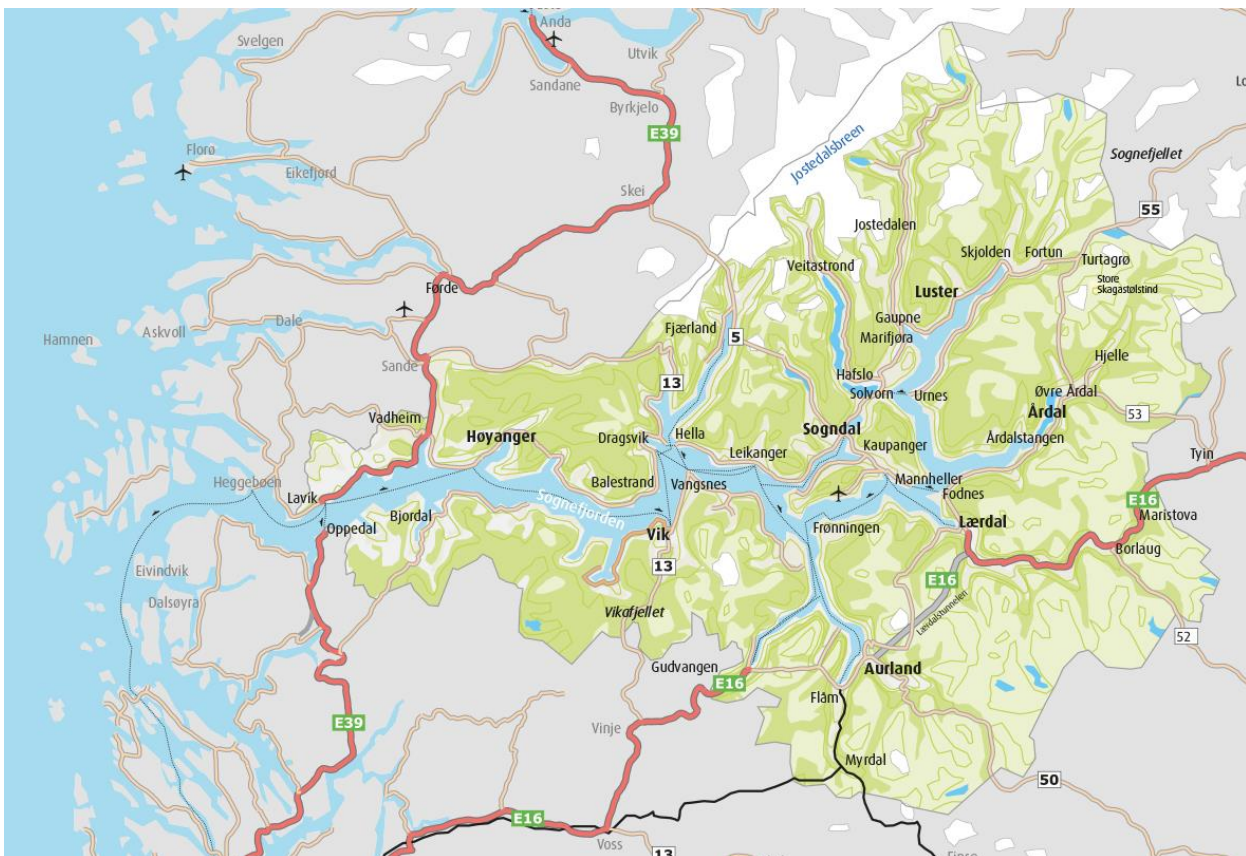 Anda
Svelgen
Utvik
Sandane
Byrkjelo
E39
Florø
Eikefjord
Skei
Jostedalsbreen
Sognefjellet
55
Jostedalen
Skjolden
Fortun
Turtagrø
Veitastrond
Store
Skagastølstind
Luster
Førde
Gaupne
Hamnen
Askvoll
Dale
Fjærland
5
Marifjøra
Hjelle
Sande
13
Hafslo
Solvorn
Urnes
Øvre Årdal
Årdal
53
Vadheim
Høyanger
Dragsvik
Hella
Sogndal
Kaupanger
Årdalstangen
Leikanger
Tyin
Heggebøen
Lavik
Balestrand
Vangsnes
Mannheller
Fodnes
E16
Maristova
Sognefjorden
Bjordal
Oppedal
Vik
Frønningen
Lærdal
Borlaug
Eivindvik
13
E16
Dalsøyra
Vikafjellet
Lærdalstunnelen
52
Gudvangen
E16
Aurland
Flåm
E39
Vinje
Myrdal
50
E16
Voss
13